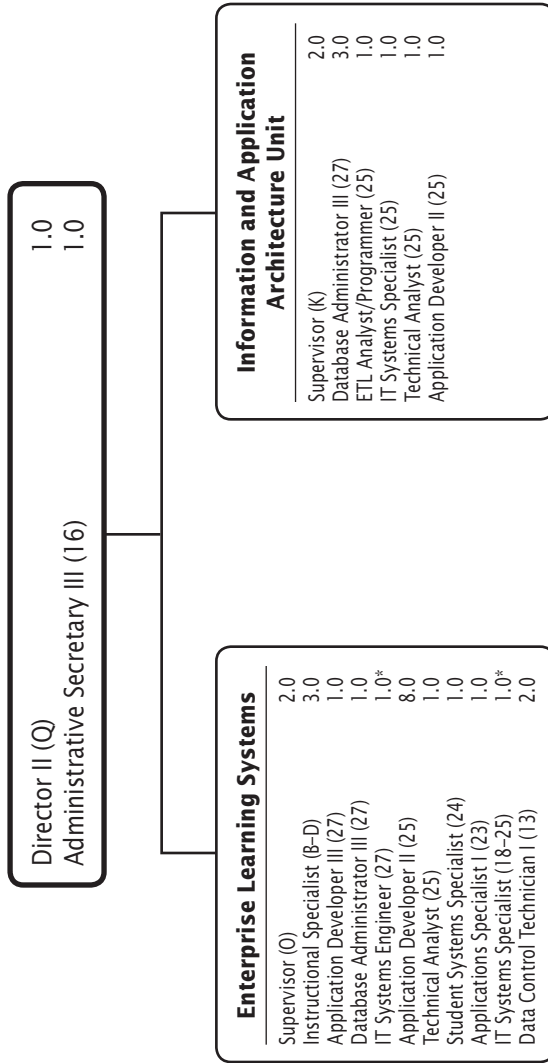 Director II (Q) 1.0
Administrative Secretary III (16) 1.0
Enterprise Learning Systems
Supervisor (O) 2.0
Instructional Specialist (B–D) 3.0
Application Developer III (27) 1.0
Database Administrator III (27) 1.0
IT Systems Engineer (27) 1.0*
Application Developer II (25) 8.0
Technical Analyst (25) 1.0
Student Systems Specialist (24) 1.0
Applications Specialist I (23) 1.0
IT Systems Specialist (18–25) 1.0*
Data Control Technician I (13) 2.0
Information and Application
Architecture Unit
Supervisor (K) 2.0
Database Administrator III (27) 3.0
ETL Analyst/Programmer (25) 1.0
IT Systems Specialist (25) 1.0
Technical Analyst (25) 1.0
Application Developer II (25) 1.0